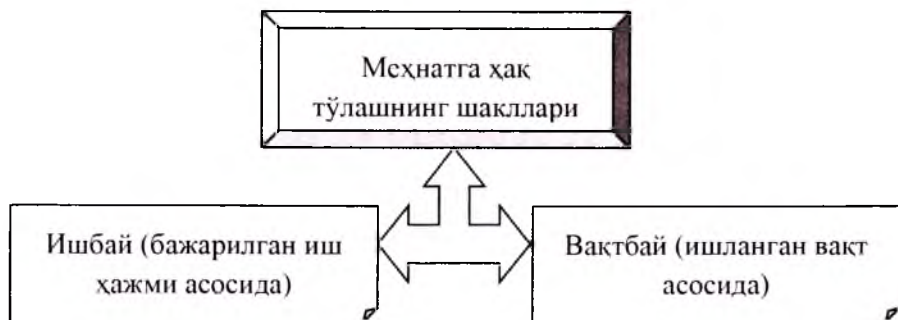 Меҳнатга ҳақ
тўлашнинг шакллари
Ишбай (бажарилган иш
ҳажми асосида)
Вақтбай (ишланган вақт
асосида)